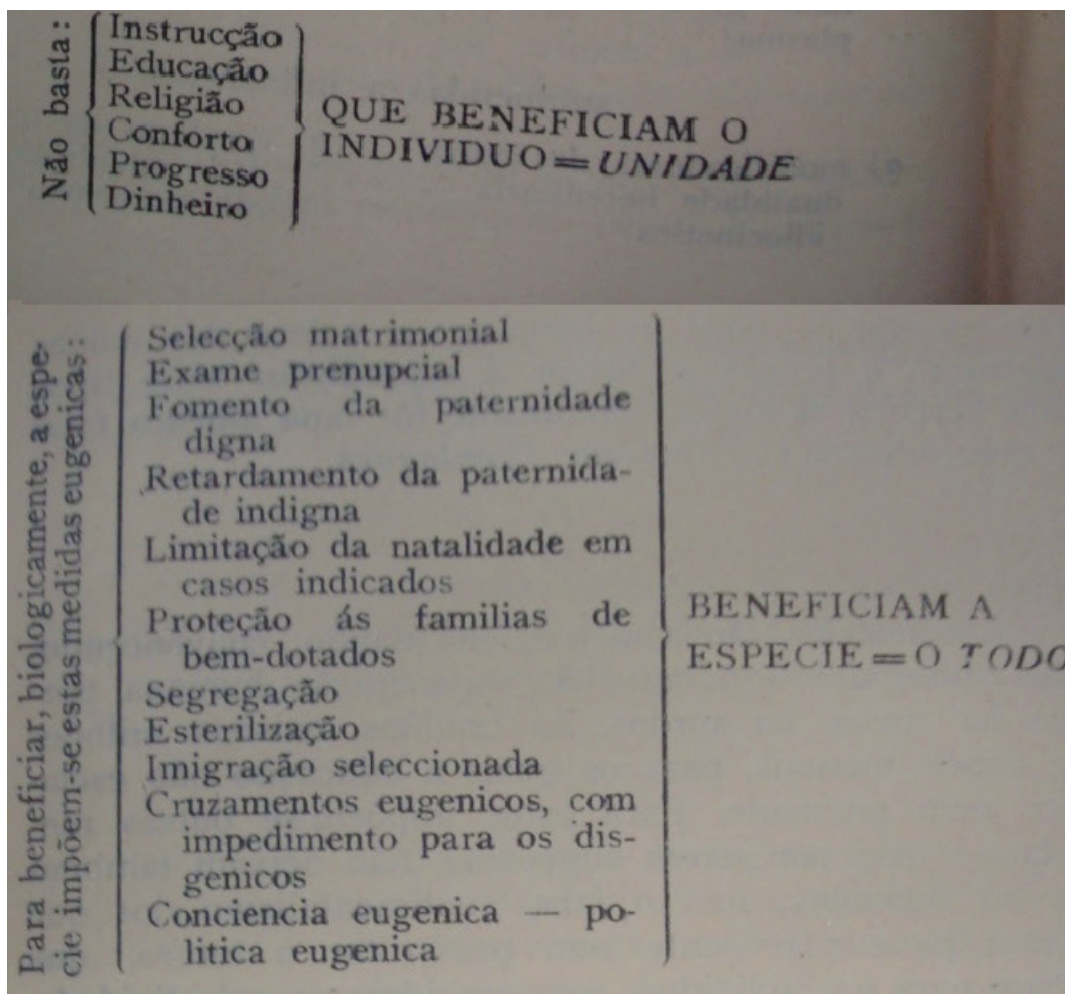 Não basta:
Instrucção
Educação
Religião
Conforto
Progresso
Dinheiro
QUE BENEFICIAM O
INDIVIDUO=UNIDADE
Para beneficiar, biologicamente, a espe-
cie impõem-se estas medidas eugenicas:
Selecção matrimonial
Exame prenupcial
Fomento da paternidade
digna
Retardamento da paternida-
de indigna
Limitação da natalidade em
casos indicados
Proteção ás familias de
bem-dotados
Segregação
Esterilização
Imigração seleccionada
Cruzamentos eugenicos, com
impedimento para os dis-
genicos
Conciencia eugenica — po-
litica eugenica
BENEFICIAM A
ESPECIE=O TODO